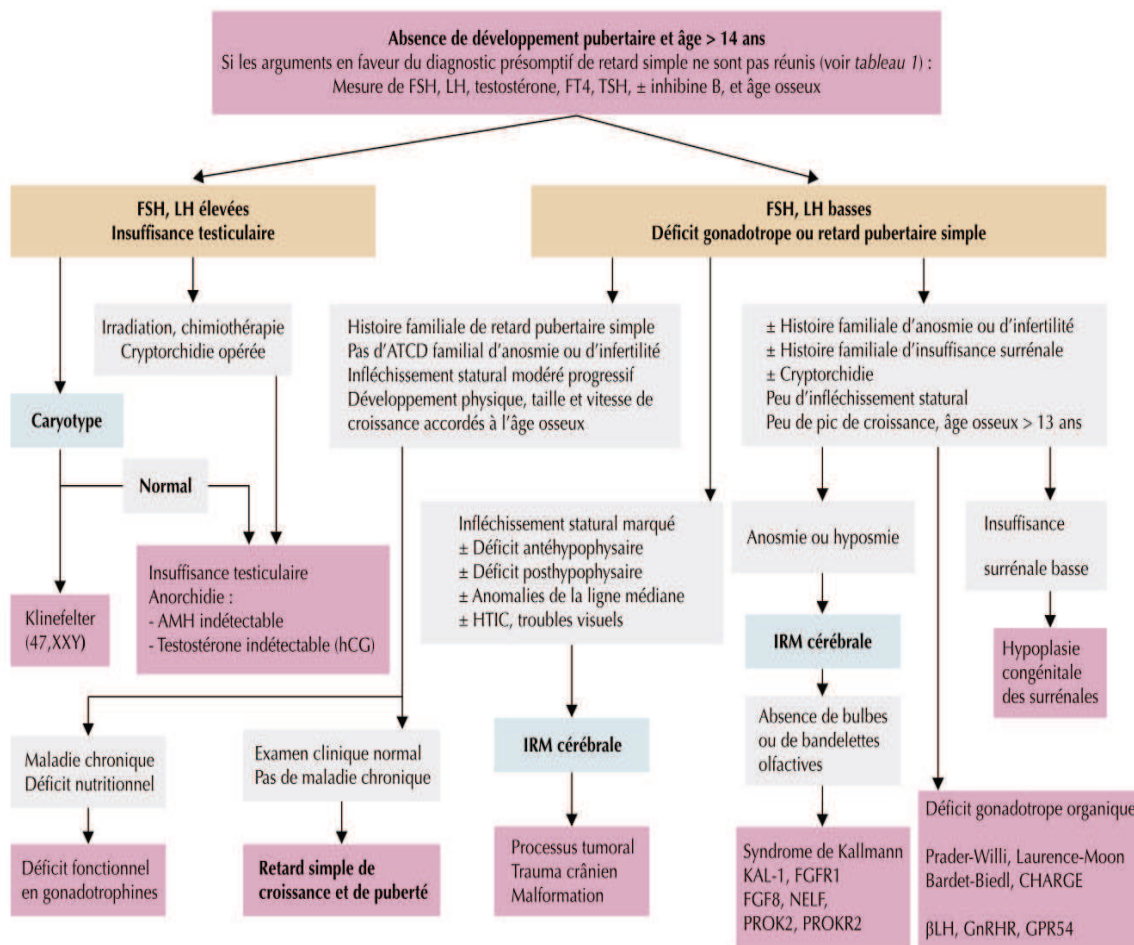 Absence de développement pubertaire et âge > 14 ans
Si les arguments en faveur du diagnostic présomptif de retard simple ne sont pas réunis (voir tableau 1) :
Mesure de FSH, LH, testostérone, FT4, TSH, ± inhibine B, et âge osseux
FSH, LH élevées
Insuffisance testiculaire
FSH, LH basses
Déficit gonadotrope ou retard pubertaire simple
Irradiation, chimiothérapie
Cryptorchidie opérée
Caryotype
Normal
Klinefelter
(47,XXY)
Insuffisance testiculaire
Anorchidie :
- AMH indétectable
- Testostérone indétectable (hCG)
Histoire familiale de retard pubertaire simple
Pas d'ATCD familial d'anosmie ou d'infertilité
Infléchissement statural modéré progressif
Développement physique, taille et vitesse de
croissance accordés à l'âge osseux
Maladie chronique
Déficit nutritionnel
Déficit fonctionnel
en gonadotrophines
Examen clinique normal
Pas de maladie chronique
Retard simple de
croissance et de puberté
Infléchissement statural marqué
± Déficit antéhypophysaire
± Déficit posthypophysaire
± Anomalies de la ligne médiane
± HTIC, troubles visuels
IRM cérébrale
Processus tumoral
Trauma crânien
Malformation
± Histoire familiale d'anosmie ou d'infertilité
± Histoire familiale d'insuffisance surrénale
± Cryptorchidie
Peu d'infléchissement statural
Peu de pic de croissance, âge osseux > 13 ans
Anosmie ou hyposmie
IRM cérébrale
Absence de bulbes
ou de bandelettes
olfactives
Syndrome de Kallmann
KAL-1, FGFR1
FGF8, NELF,
PROK2, PROKR2
Déficit gonadotrope organique
Prader-Willi, Laurence-Moon
Bardet-Biedl, CHARGE
βLH, GnRHR, GPR54
Insuffisance
surrénale basse
Hypoplasie
congénitale
des surrénales